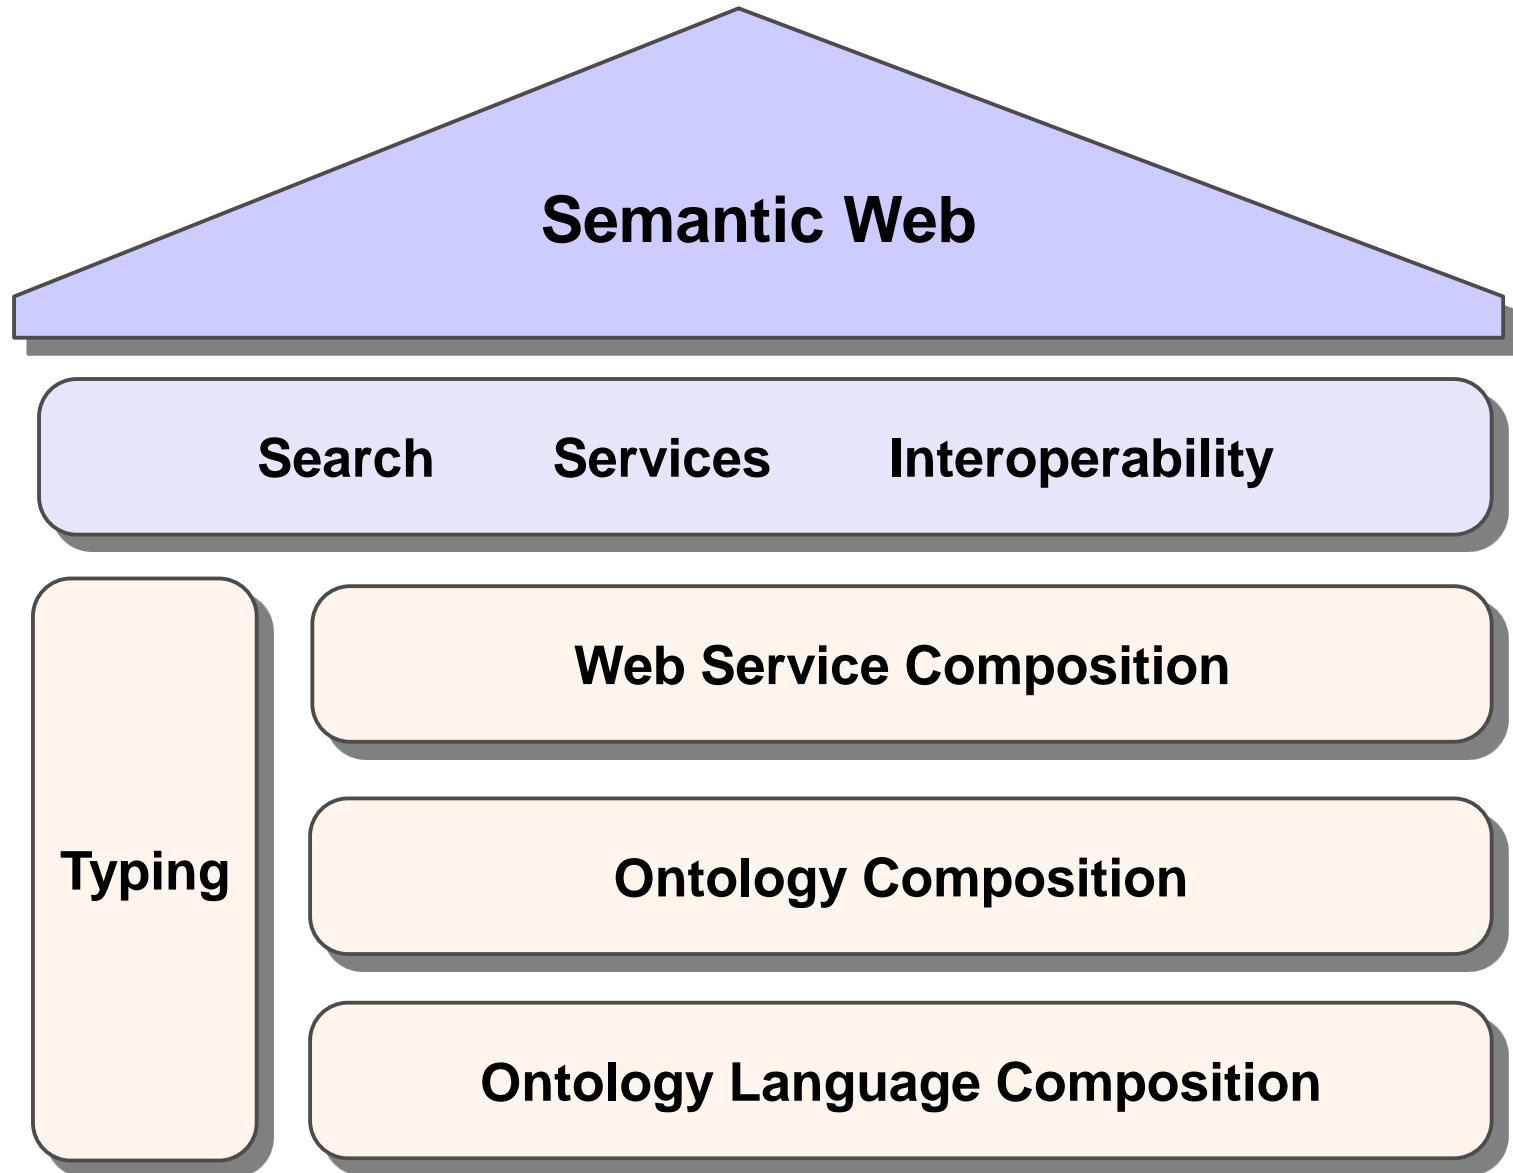 Semantic Web
Search Services Interoperability
Web Service Composition
Typing
Ontology Composition
Ontology Language Composition